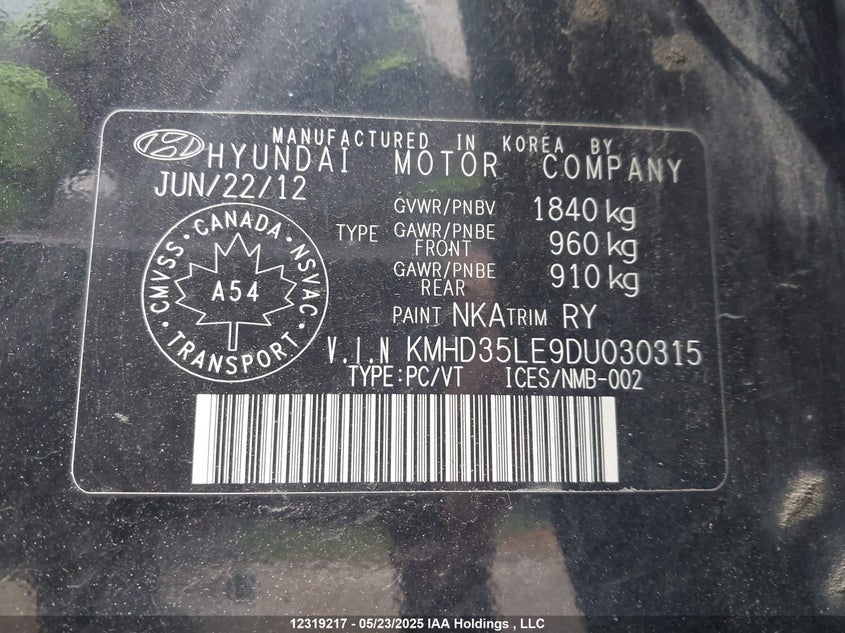 MANUFACTURED IN KOREA BY
HYUNDAI MOTOR COMPANY
JUN/22/12
GVWR/PNBV 1840 kg
TYPE GAWR/PNBE FRONT 960 kg
GAWR/PNBE REAR 910 kg
CMVSS · CANADA · NSVAC · TRANSPORT ·
A54
PAINT NKA TRIM RY
V.I.N KMHD35LE9DU030315
TYPE:PC/VT ICES/NMB-002
12319217 - 05/23/2025 IAA Holdings , LLC